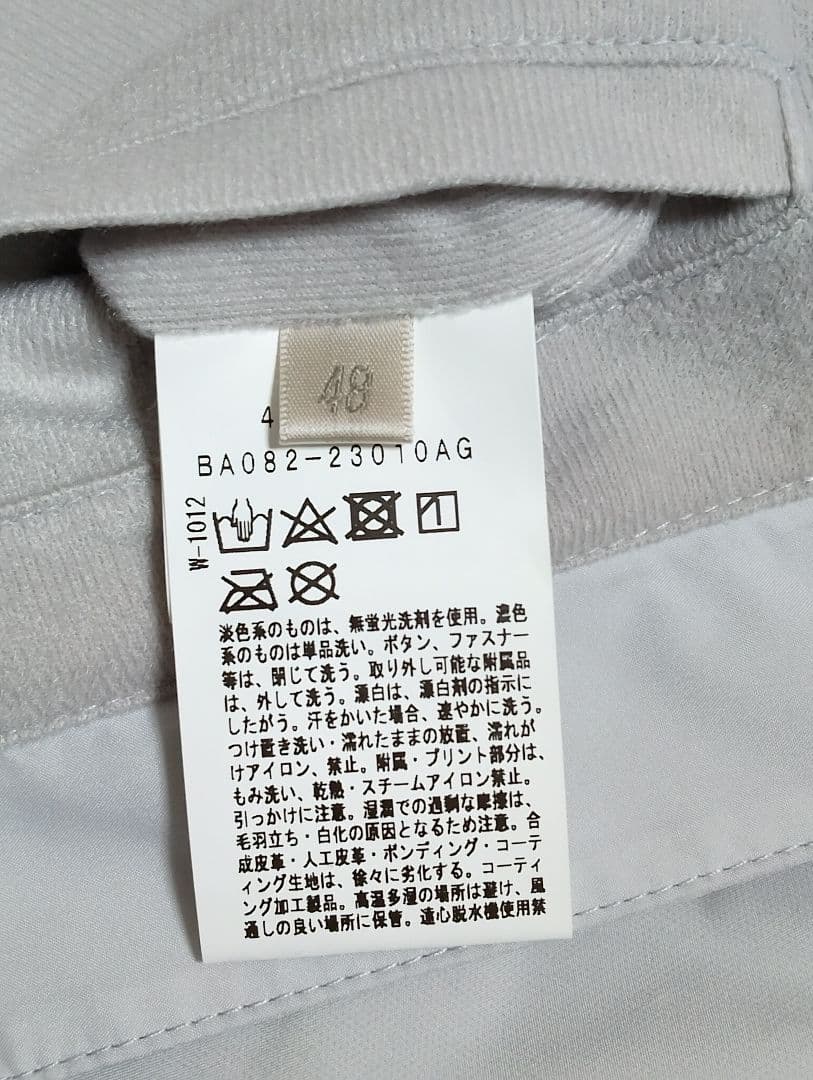 48
4
BA082-23010AG
W-1012
淡色系のものは、無蛍光洗剤を使用。濃色
系のものは単品洗い。ボタン、ファスナー
等は、閉じて洗う。取り外し可能な附属品
は、外して洗う。漂白は、漂白剤の指示に
したがう。汗をかいた場合、速やかに洗う。
つけ置き洗い・濡れたままの放置、濡れが
けアイロン、禁止。附属・プリント部分は、
もみ洗い、乾熱・スチームアイロン禁止。
引っかけに注意。湿潤での過剰な摩擦は、
毛羽立ち・白化の原因となるため注意。合
成皮革・人工皮革・ボンディング・コーテ
ィング生地は、徐々に劣化する。コーティ
ング加工製品。高温多湿の場所は避け、風
通しの良い場所に保管。遠心脱水機使用禁